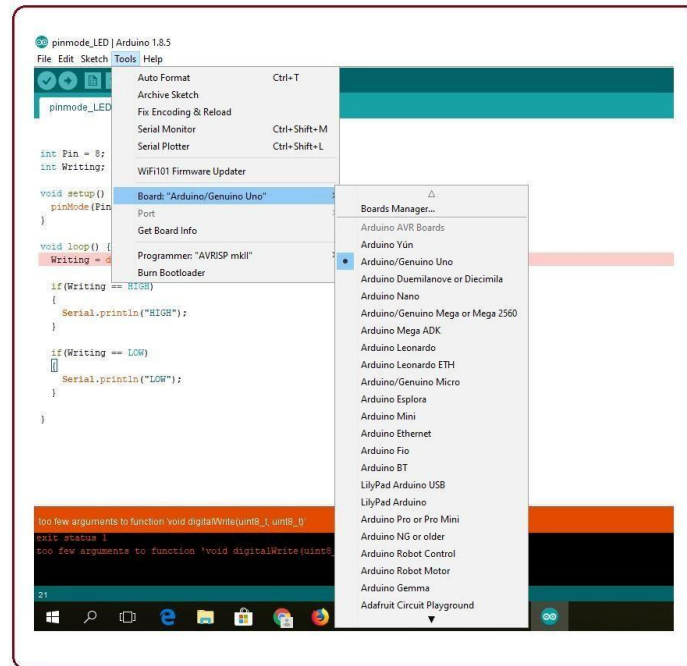 pinmode_LED | Arduino 1.8.5
File Edit Sketch Tools Help
pinmode_LED
int Pin = 8;
int Writing;
void setup()
pinMode(Pin
}
void loop() {
Writing = d
if(Writing == HIGH)
{
Serial.println("HIGH");
}
if(Writing == LOW)
{
Serial.println("LOW");
}
}
Auto Format Ctrl+T
Archive Sketch
Fix Encoding & Reload
Serial Monitor Ctrl+Shift+M
Serial Plotter Ctrl+Shift+L
WiFi101 Firmware Updater
Board: "Arduino/Genuino Uno"
Port
Get Board Info
Programmer: "AVRISP mkII"
Burn Bootloader
Boards Manager...
Arduino AVR Boards
Arduino Yún
Arduino/Genuino Uno
Arduino Duemilanove or Diecimila
Arduino Nano
Arduino/Genuino Mega or Mega 2560
Arduino Mega ADK
Arduino Leonardo
Arduino Leonardo ETH
Arduino/Genuino Micro
Arduino Esplora
Arduino Mini
Arduino Ethernet
Arduino Fio
Arduino BT
LilyPad Arduino USB
LilyPad Arduino
Arduino Pro or Pro Mini
Arduino NG or older
Arduino Robot Control
Arduino Robot Motor
Arduino Gemma
Adafruit Circuit Playground
too few arguments to function 'void digitalWrite(uint8_t, uint8_t)'
exit status 1
too few arguments to function 'void digitalWrite(uint8_
21